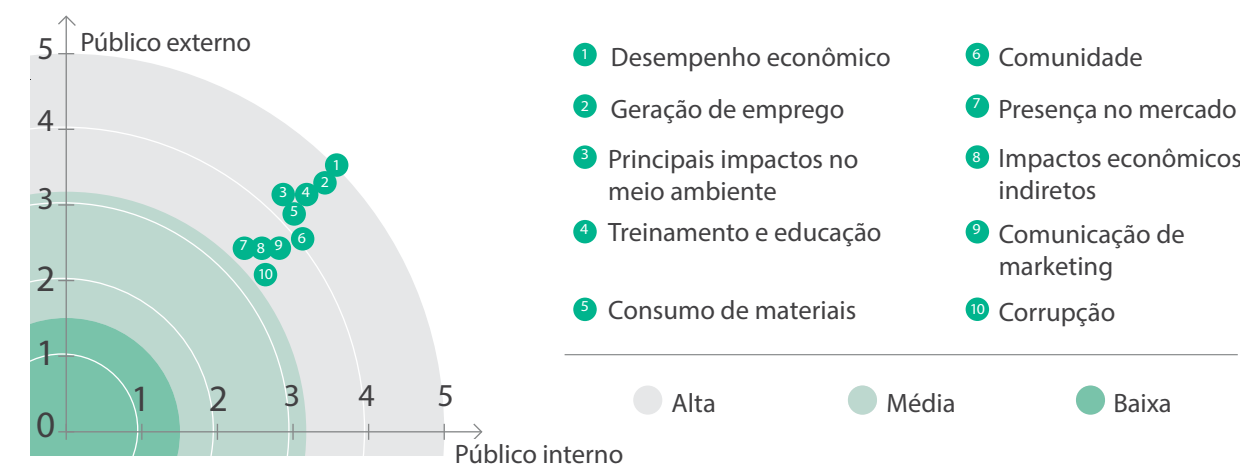 Público externo
5
4
3
2
1
0
1 2 3 4 5
Público interno
1
2
3
4
5
6
7
8
9
10
1 Desempenho econômico
2 Geração de emprego
3 Principais impactos no
meio ambiente
4 Treinamento e educação
5 Consumo de materiais
6 Comunidade
7 Presença no mercado
8 Impactos econômicos
indiretos
9 Comunicação de
marketing
10 Corrupção
Alta
Média
Baixa